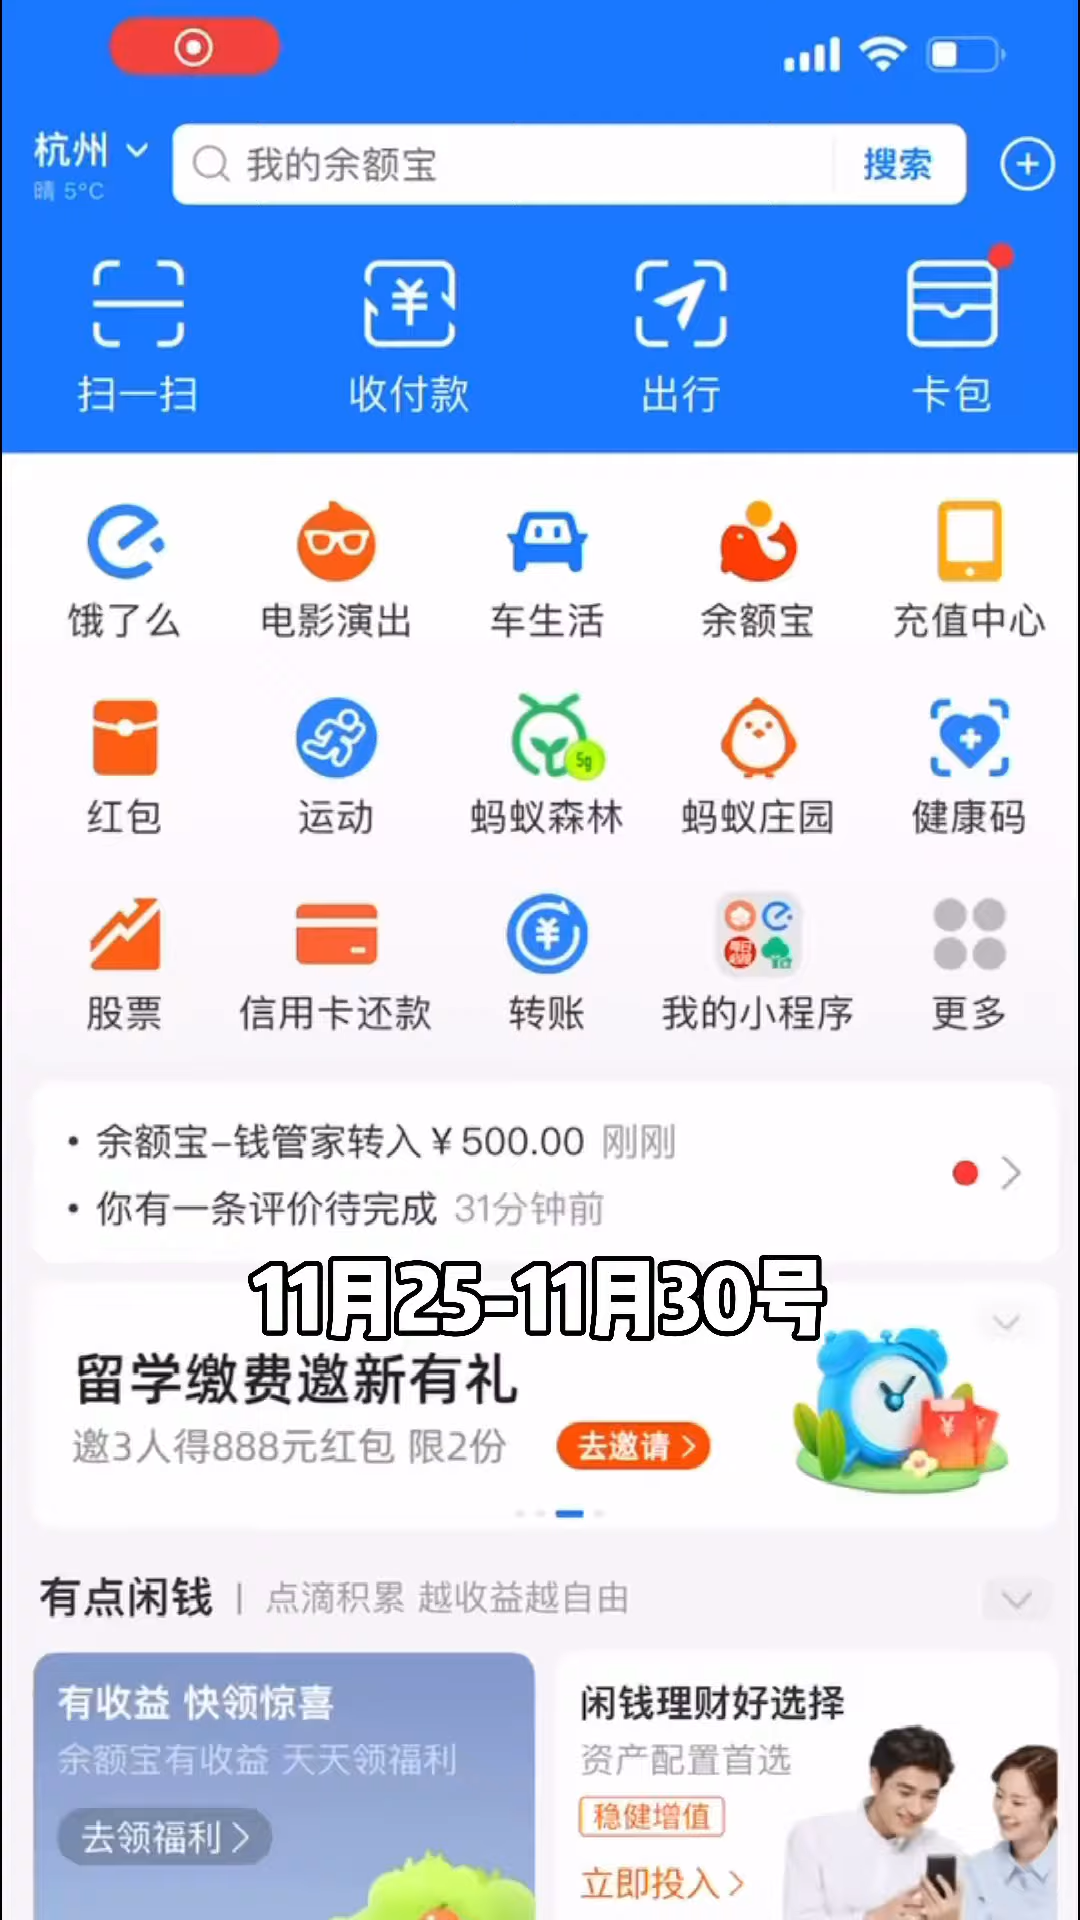 杭州
晴 5°C
我的余额宝
搜索
扫一扫
收付款
出行
卡包
饿了么
电影演出
车生活
余额宝
充值中心
5g
红包
运动
蚂蚁森林
蚂蚁庄园
健康码
股票
信用卡还款
转账
我的小程序
更多
• 余额宝-钱管家转入¥500.00 刚刚
• 你有一条评价待完成 31分钟前
11月25-11月30号
留学缴费邀新有礼
邀3人得888元红包 限2份
去邀请
有点闲钱 | 点滴积累 越收益越自由
有收益 快领惊喜
余额宝有收益 天天领福利
去领福利
闲钱理财好选择
资产配置首选
稳健增值
立即投入